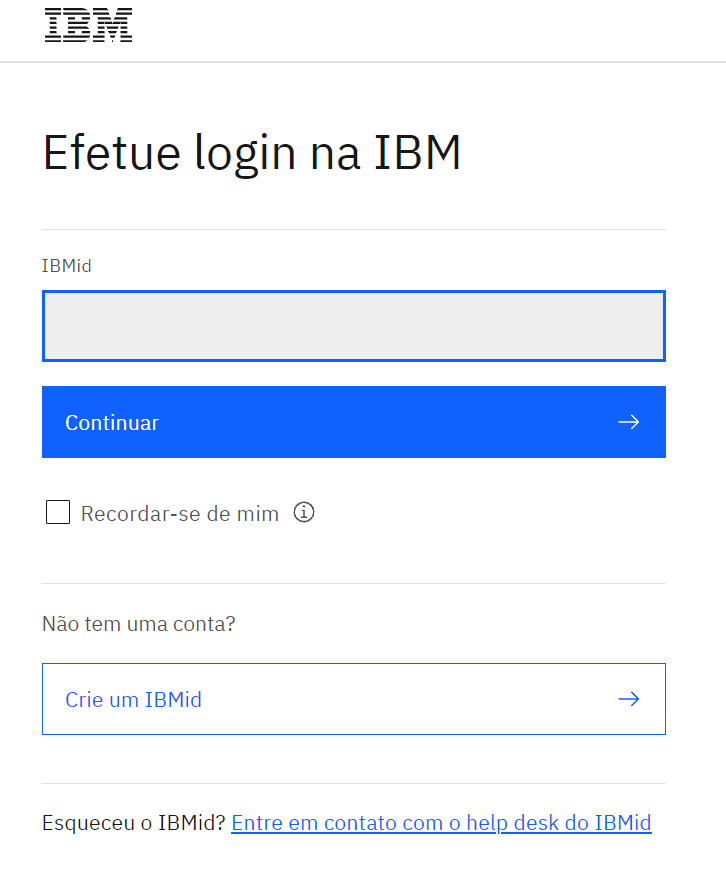 IBM
Efetue login na IBM
IBMid
Continuar
Recordar-se de mim
Não tem uma conta?
Crie um IBMid
Esqueceu o IBMid? Entre em contato com o help desk do IBMid